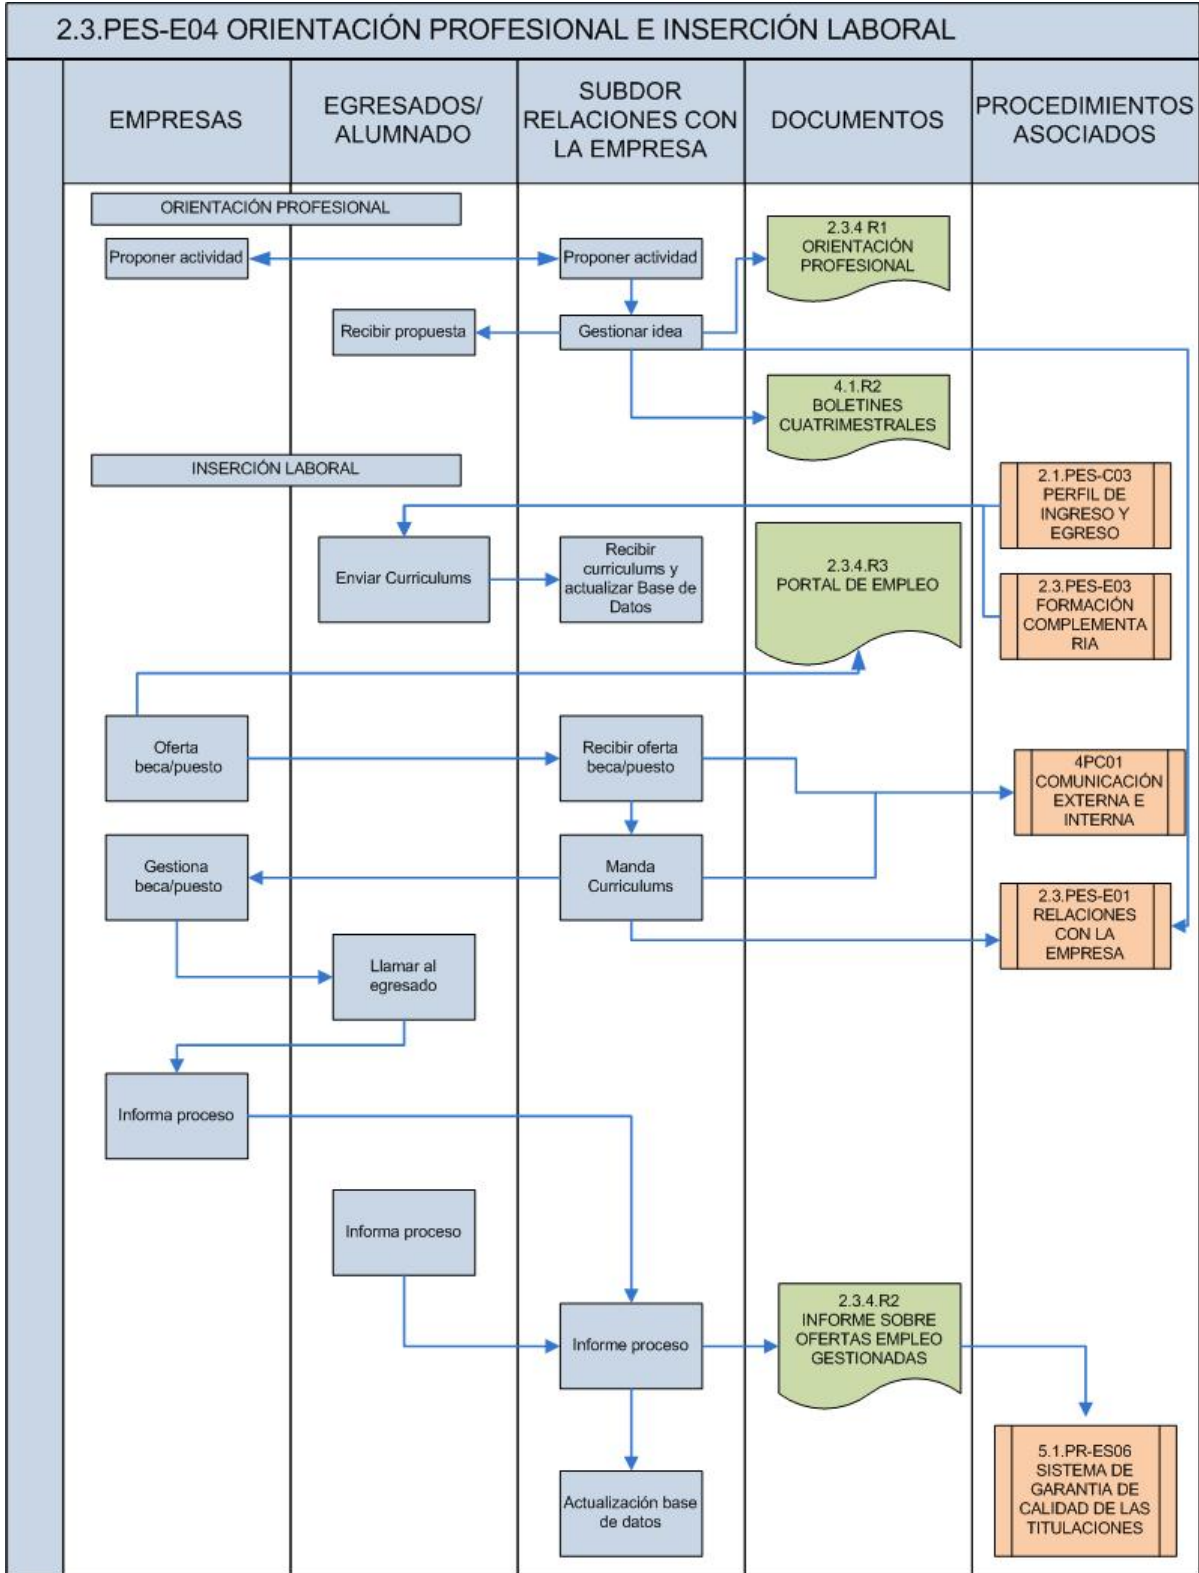 2.3.PES-E04 ORIENTACIÓN PROFESIONAL E INSERCIÓN LABORAL
EMPRESAS
EGRESADOS/
ALUMNADO
SUBDOR
RELACIONES CON
LA EMPRESA
DOCUMENTOS
PROCEDIMIENTOS
ASOCIADOS
ORIENTACIÓN PROFESIONAL
Proponer actividad
Proponer actividad
2.3.4 R1
ORIENTACIÓN
PROFESIONAL
Recibir propuesta
Gestionar idea
4.1.R2
BOLETINES
CUATRIMESTRALES
INSERCIÓN LABORAL
2.1.PES-C03
PERFIL DE
INGRESO Y
EGRESO
Enviar Curriculums
Recibir
curriculums y
actualizar Base de
Datos
2.3.4.R3
PORTAL DE EMPLEO
2.3.PES-E03
FORMACIÓN
COMPLEMENTA
RIA
Oferta
beca/puesto
Recibir oferta
beca/puesto
4PC01
COMUNICACIÓN
EXTERNA E
INTERNA
Gestiona
beca/puesto
Manda
Curriculums
2.3.PES-E01
RELACIONES
CON LA
EMPRESA
Llamar al
egresado
Informa proceso
Informa proceso
Informe proceso
2.3.4.R2
INFORME SOBRE
OFERTAS EMPLEO
GESTIONADAS
Actualización base
de datos
5.1.PR-ES06
SISTEMA DE
GARANTIA DE
CALIDAD DE LAS
TITULACIONES